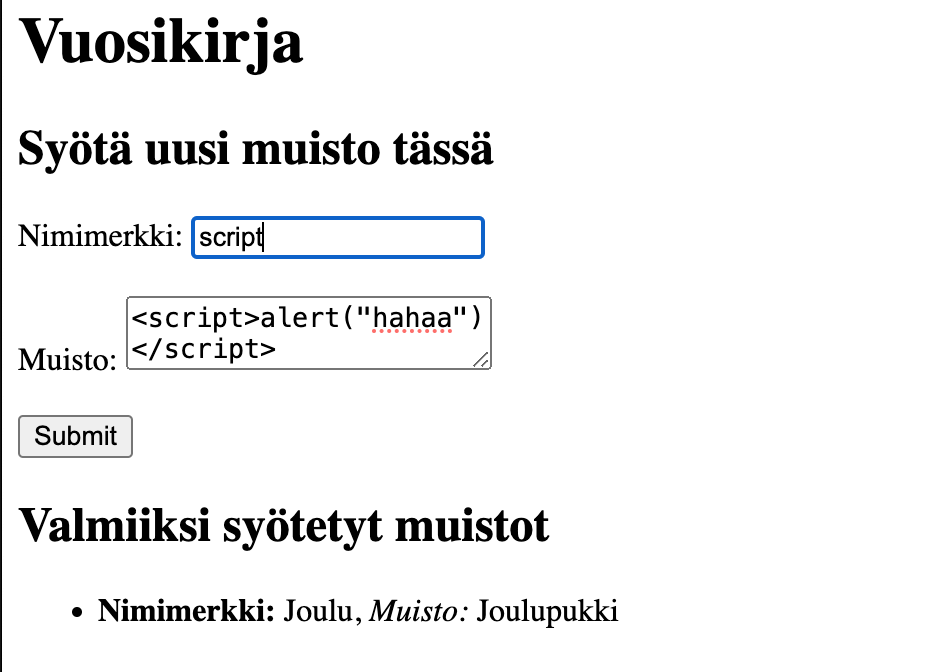 Vuosikirja
Syötä uusi muisto tässä
Nimimerkki: script
Muisto: <script>alert("hahaa")
</script>
Submit
Valmiiksi syötetyt muistot
• Nimimerkki: Joulu, Muisto: Joulupukki